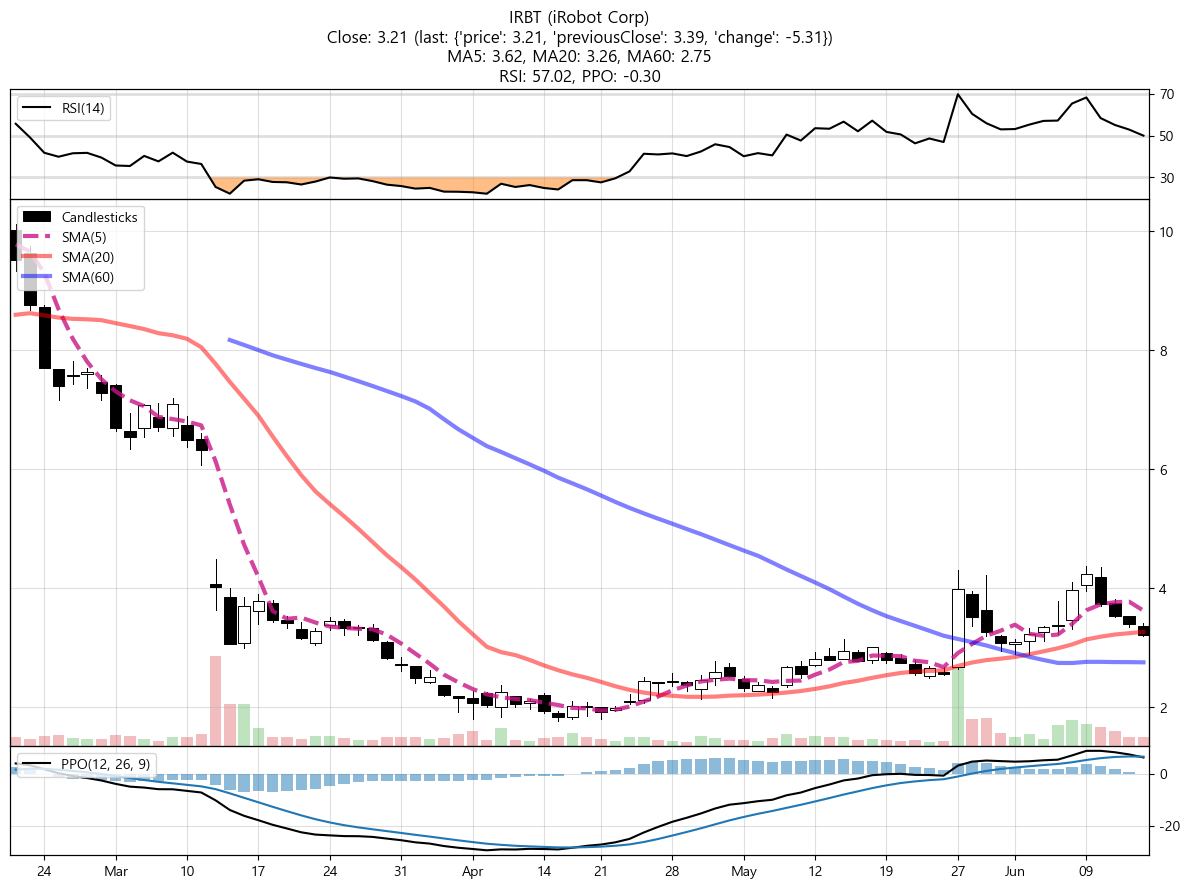 IRBT (iRobot Corp)
Close: 3.21 (last: {'price': 3.21, 'previousClose': 3.39, 'change': -5.31})
MA5: 3.62, MA20: 3.26, MA60: 2.75
RSI: 57.02, PPO: -0.30
RSI(14)
70
50
30
Candlesticks
SMA(5)
SMA(20)
SMA(60)
10
8
6
4
2
PPO(12, 26, 9)
0
-20
24 Mar 10 17 24 31 Apr 14 21 28 May 12 19 27 Jun 09